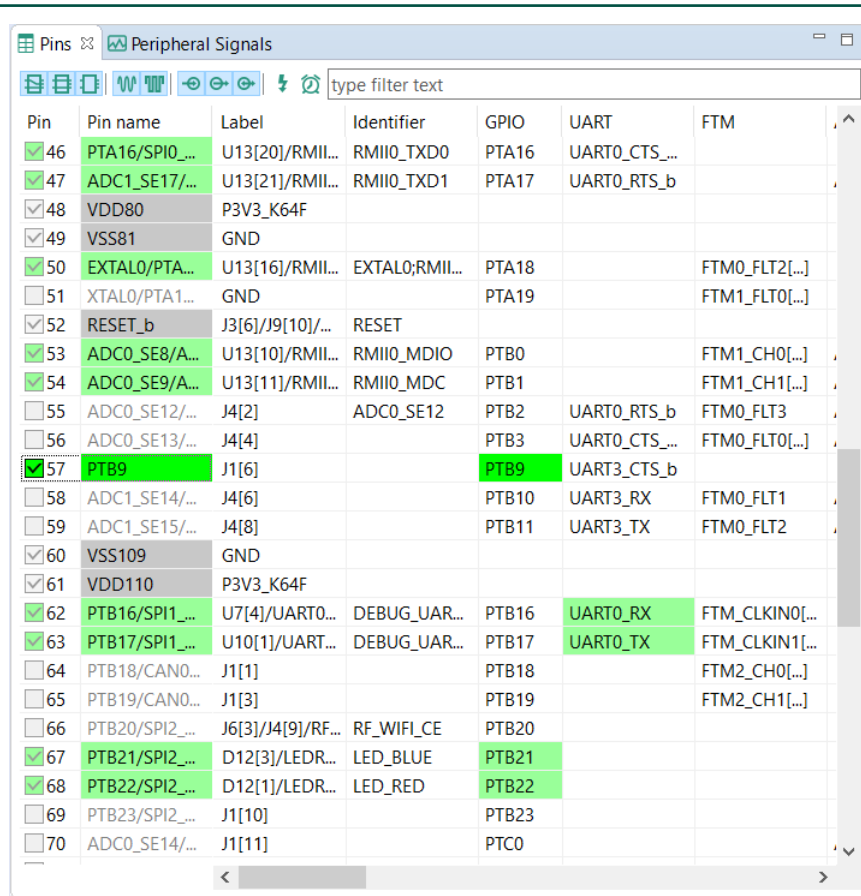 Pins Peripheral Signals
type filter text
Pin Pin name Label Identifier GPIO UART FTM
46 PTA16/SPI0_... U13[20]/RMII... RMII0_TXD0 PTA16 UART0_CTS_...
47 ADC1_SE17/... U13[21]/RMII... RMII0_TXD1 PTA17 UART0_RTS_b
48 VDD80 P3V3_K64F
49 VSS81 GND
50 EXTAL0/PTA... U13[16]/RMII... EXTAL0;RMII... PTA18 FTM0_FLT2[...]
51 XTAL0/PTA1... GND PTA19 FTM1_FLT0[...]
52 RESET_b J3[6]/J9[10]/... RESET
53 ADC0_SE8/A... U13[10]/RMII... RMII0_MDIO PTB0 FTM1_CH0[...]
54 ADC0_SE9/A... U13[11]/RMII... RMII0_MDC PTB1 FTM1_CH1[...]
55 ADC0_SE12/... J4[2] ADC0_SE12 PTB2 UART0_RTS_b FTM0_FLT3
56 ADC0_SE13/... J4[4] PTB3 UART0_CTS_... FTM0_FLT0[...]
57 PTB9 J1[6] PTB9 UART3_CTS_b
58 ADC1_SE14/... J4[6] PTB10 UART3_RX FTM0_FLT1
59 ADC1_SE15/... J4[8] PTB11 UART3_TX FTM0_FLT2
60 VSS109 GND
61 VDD110 P3V3_K64F
62 PTB16/SPI1_... U7[4]/UART0... DEBUG_UAR... PTB16 UART0_RX FTM_CLKIN0[...
63 PTB17/SPI1_... U10[1]/UART... DEBUG_UAR... PTB17 UART0_TX FTM_CLKIN1[...
64 PTB18/CAN0... J1[1] PTB18 FTM2_CH0[...]
65 PTB19/CAN0... J1[3] PTB19 FTM2_CH1[...]
66 PTB20/SPI2_... J6[3]/J4[9]/RF... RF_WIFI_CE PTB20
67 PTB21/SPI2_... D12[3]/LEDR... LED_BLUE PTB21
68 PTB22/SPI2_... D12[1]/LEDR... LED_RED PTB22
69 PTB23/SPI2_... J1[10] PTB23
70 ADC0_SE14/... J1[11] PTC0